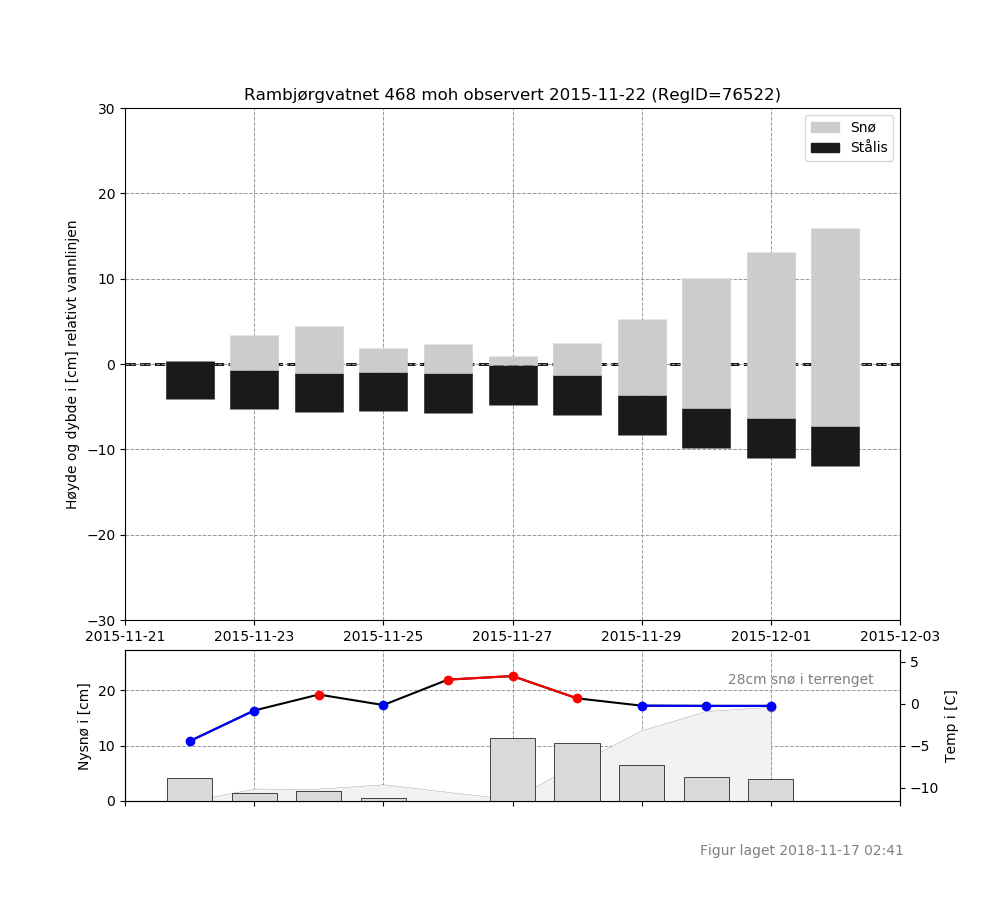 Rambjørgvatnet 468 moh observert 2015-11-22 (RegID=76522)
Snø
Stålis
Høyde og dybde i [cm] relativt vannlinjen
30
20
10
0
−10
−20
−30
2015-11-21 2015-11-23 2015-11-25 2015-11-27 2015-11-29 2015-12-01 2015-12-03
Nysnø i [cm]
20
10
0
28cm snø i terrenget
5
0
−5
−10
Temp i [C]
Figur laget 2018-11-17 02:41